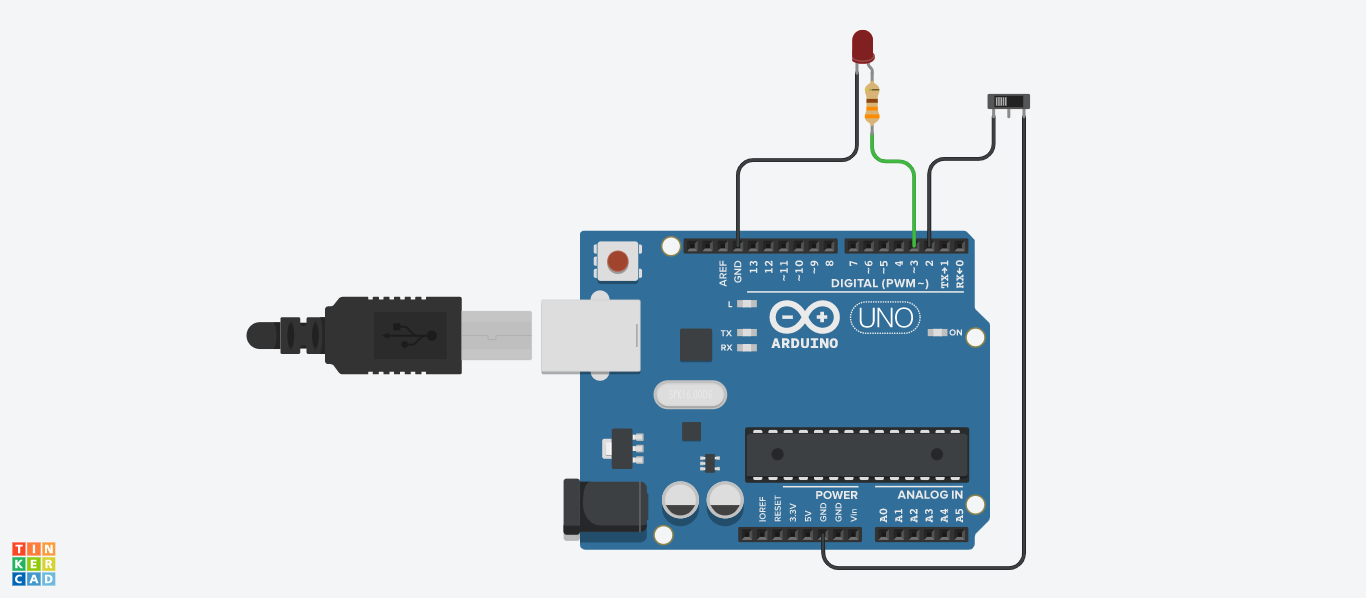 AREF
GND
13
12
~11
~10
~9
8
7
~6
~5
4
~3
2
TX→1
RX←0
DIGITAL (PWM~)
L
TX
RX
UNO
ON
ARDUINO
IOREF
RESET
3.3V
5V
GND
GND
Vin
POWER
ANALOG IN
A0
A1
A2
A3
A4
A5
TIN
KER
CAD